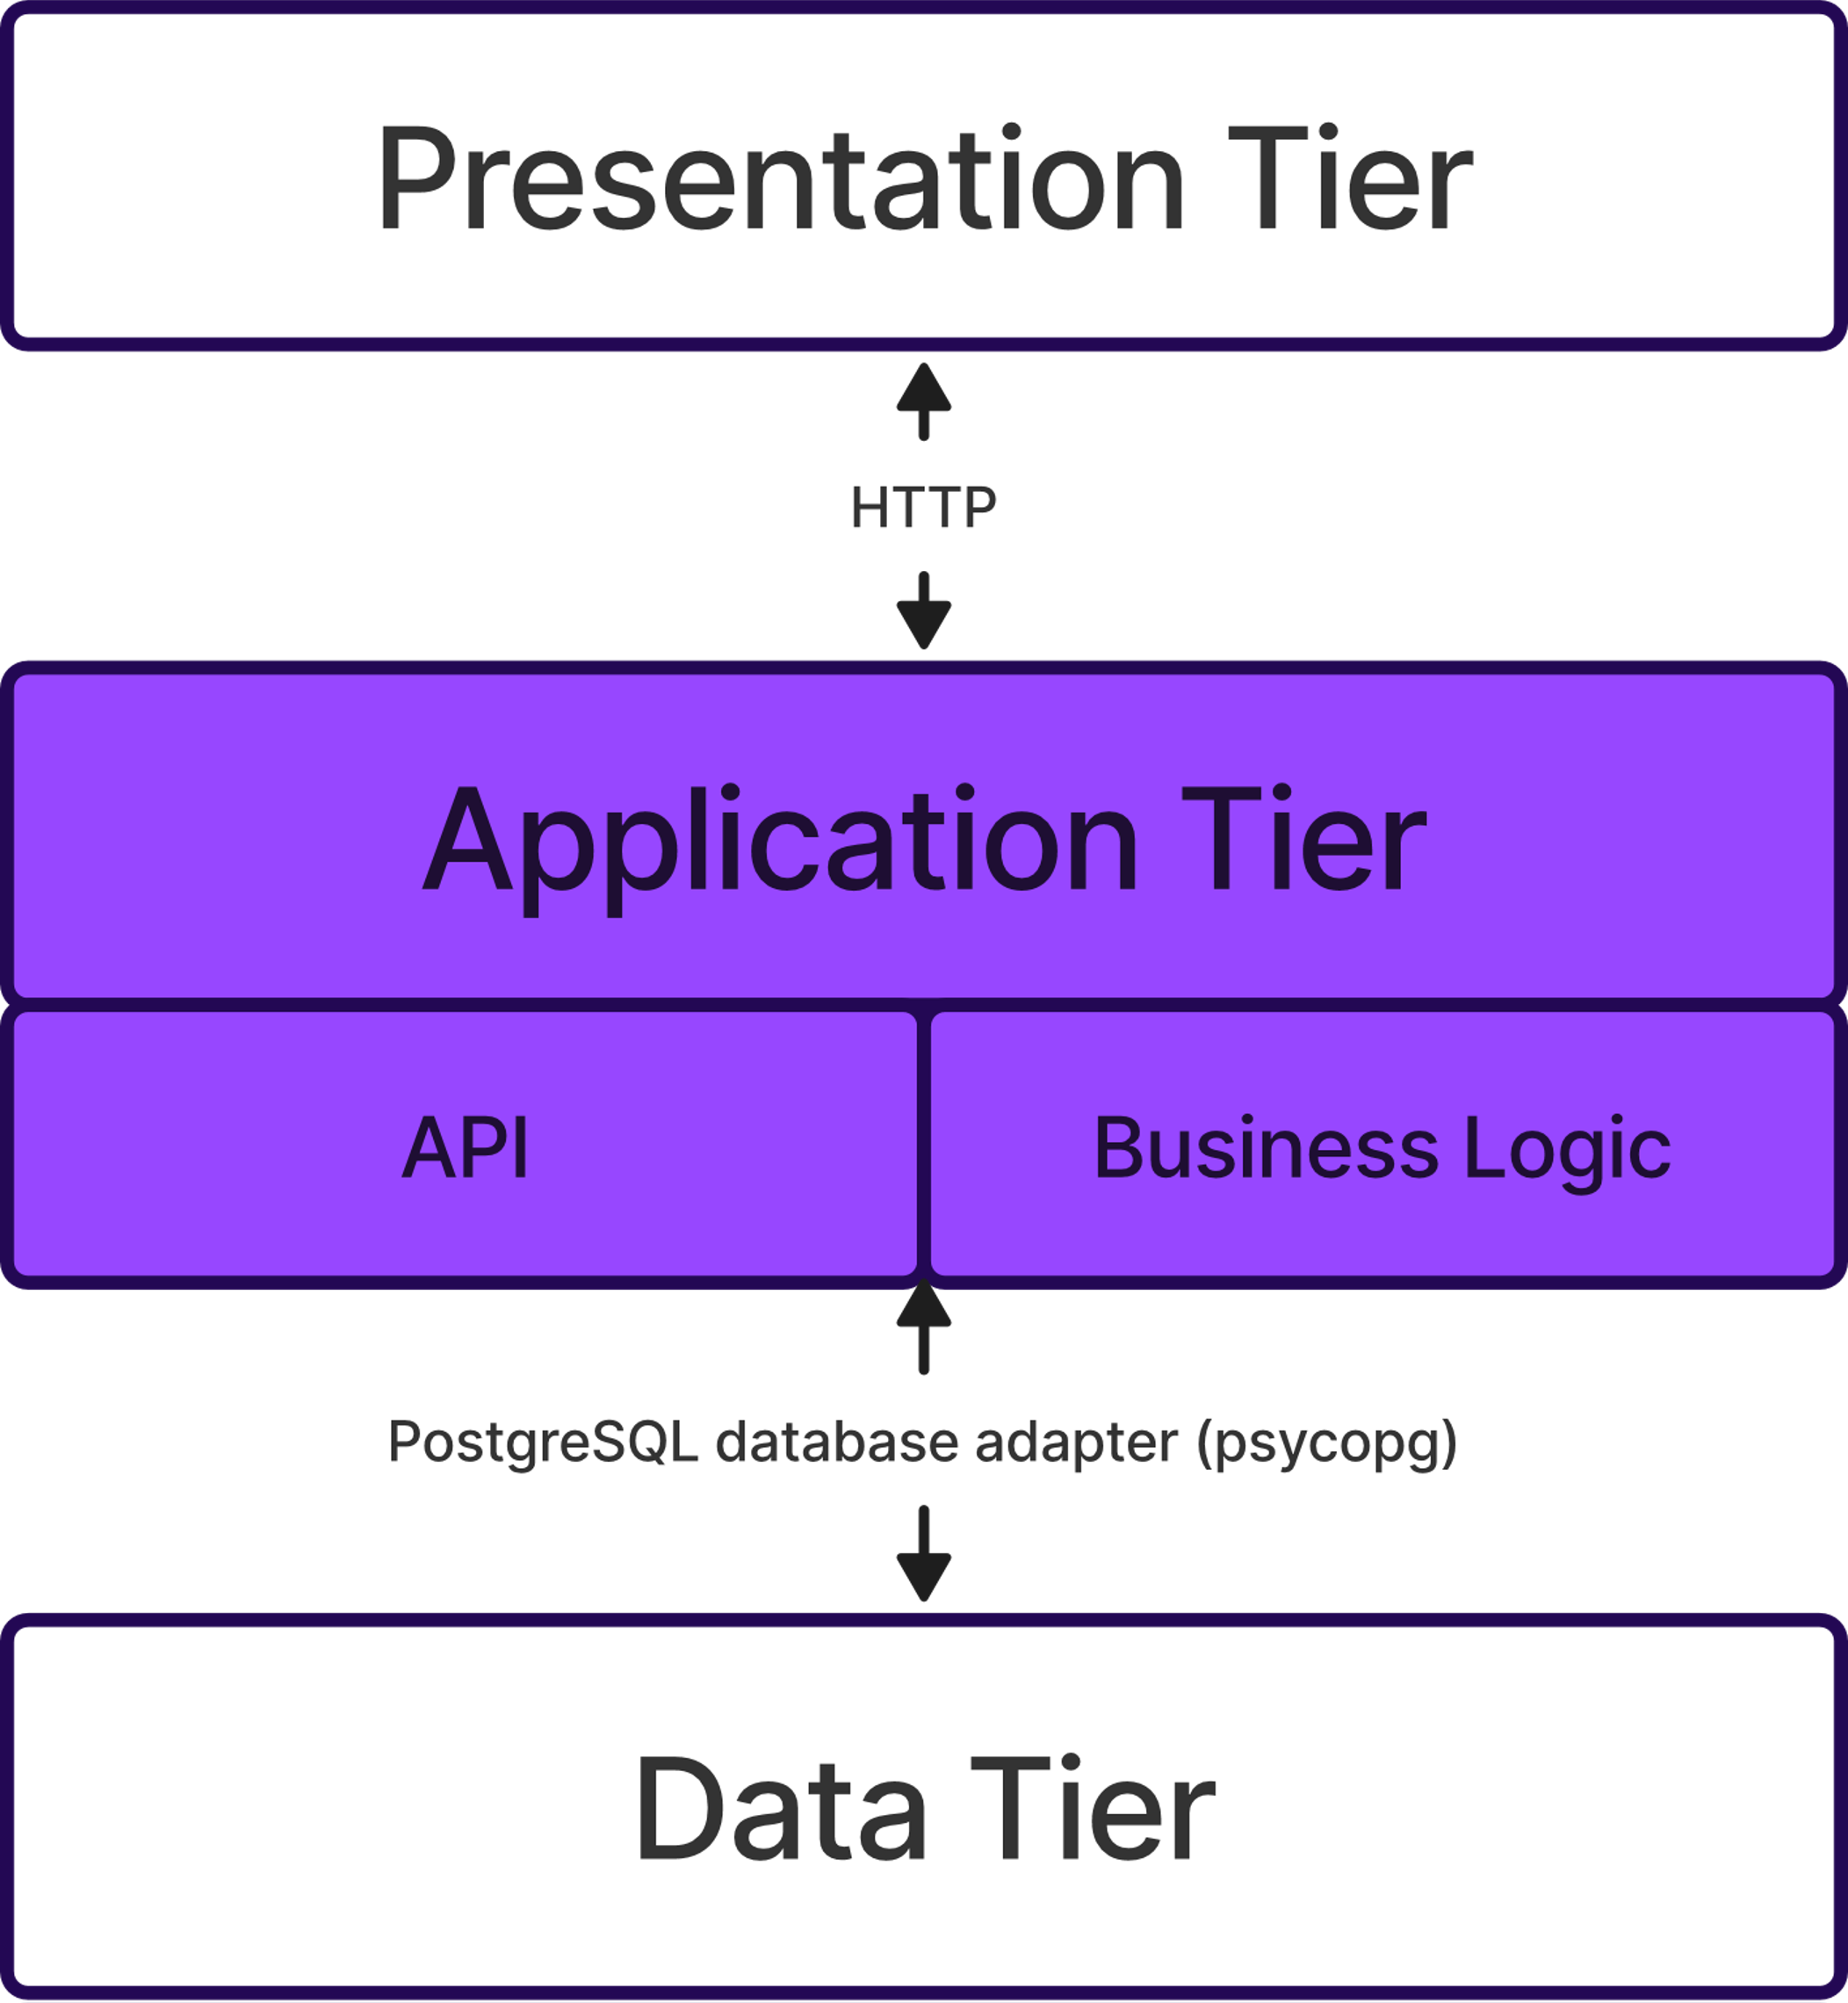 Presentation Tier
HTTP
Application Tier
API
Business Logic
PostgreSQL database adapter (psycopg)
Data Tier